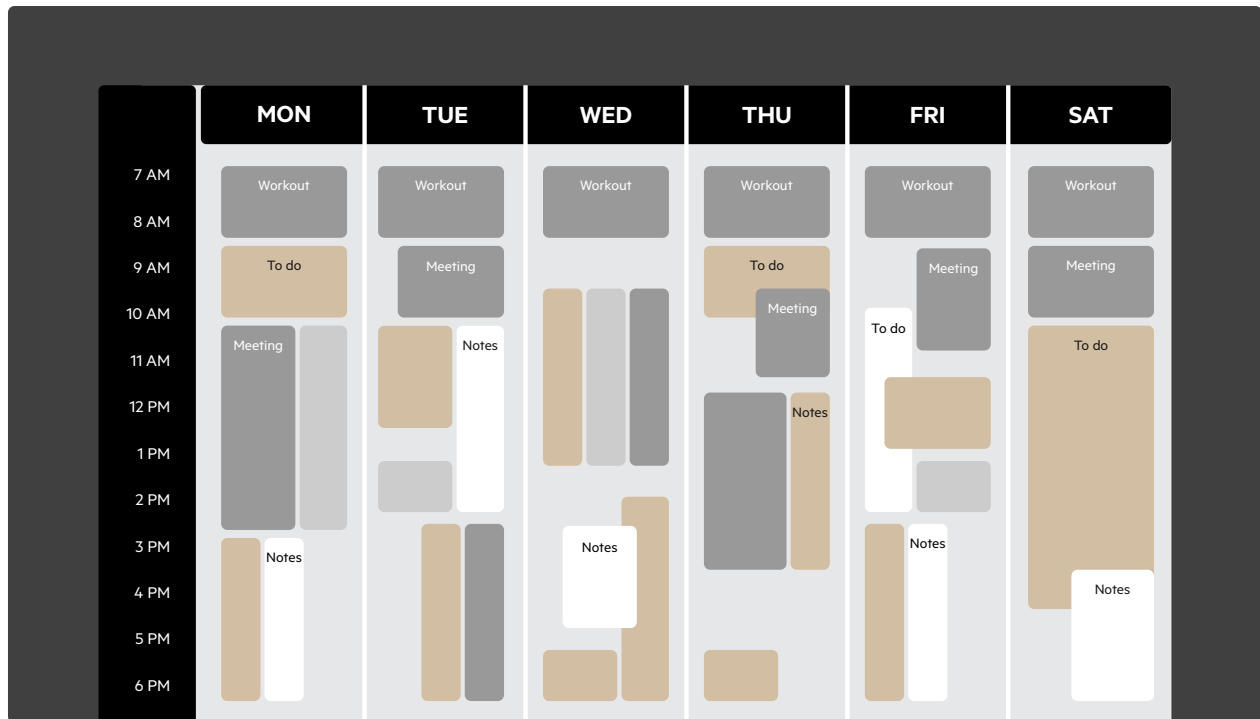 MON TUE WED THU FRI SAT
7 AM
Workout Workout Workout Workout Workout Workout
8 AM
9 AM
To do Meeting To do Meeting Meeting
10 AM
Meeting
To do
11 AM
Meeting Notes To do
12 PM
Notes
1 PM
2 PM
3 PM
Notes Notes Notes
4 PM
Notes
5 PM
6 PM